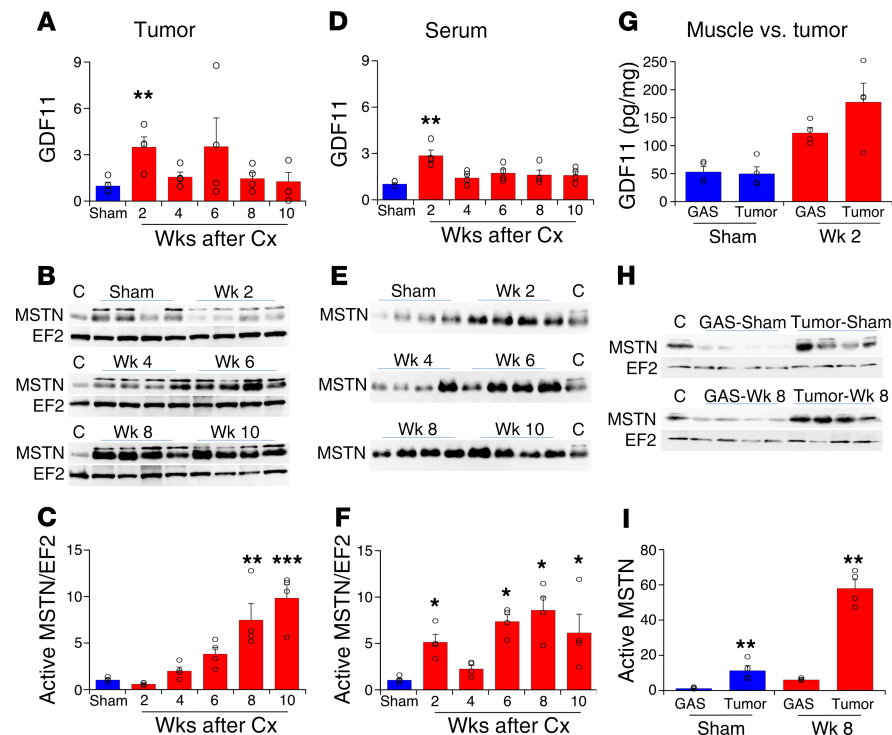 A Tumor
GDF11
9
6
3
0
**
Sham 2 4 6 8 10
Wks after Cx
D Serum
GDF11
9
6
3
0
**
Sham 2 4 6 8 10
Wks after Cx
G Muscle vs. tumor
GDF11 (pg/mg)
250
200
150
100
50
0
GAS Tumor GAS Tumor
Sham Wk 2
B
C Sham Wk 2
MSTN
EF2
C Wk 4 Wk 6
MSTN
EF2
C Wk 8 Wk 10
MSTN
EF2
E
Sham Wk 2 C
MSTN
Wk 4 Wk 6 C
MSTN
Wk 8 Wk 10 C
MSTN
H
C GAS-Sham Tumor-Sham
MSTN
EF2
C GAS-Wk 8 Tumor-Wk 8
MSTN
EF2
C
Active MSTN/EF2
15
10
5
0
** ***
Sham 2 4 6 8 10
Wks after Cx
F
Active MSTN/EF2
15
10
5
0
* * * *
Sham 2 4 6 8 10
Wks after Cx
I
Active MSTN
80
60
40
20
0
** **
GAS Tumor GAS Tumor
Sham Wk 8